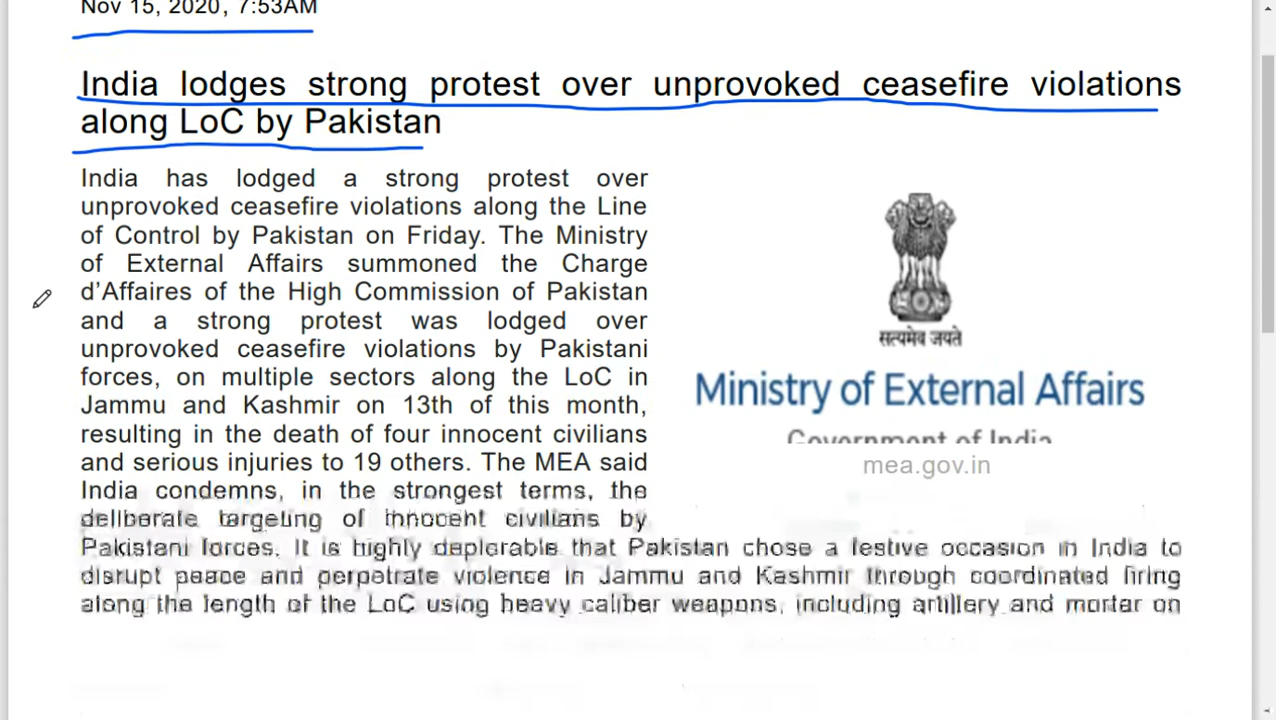 Nov 15, 2020, 7:53AM
India lodges strong protest over unprovoked ceasefire violations
along LoC by Pakistan
India has lodged a strong protest over
unprovoked ceasefire violations along the Line
of Control by Pakistan on Friday. The Ministry
of External Affairs summoned the Charge
d'Affaires of the High Commission of Pakistan
and a strong protest was lodged over
unprovoked ceasefire violations by Pakistani
forces, on multiple sectors along the LoC in
Jammu and Kashmir on 13th of this month,
resulting in the death of four innocent civilians
and serious injuries to 19 others. The MEA said
India condemns, in the strongest terms, the
deliberate targeting of innocent civilians by
Pakistani forces. It is highly deplorable that Pakistan chose a festive occasion in India to
disrupt peace and perpetrate violence in Jammu and Kashmir through coordinated firing
along the length of the LoC using heavy caliber weapons, including artillery and mortar on
सत्यमेव जयते
Ministry of External Affairs
Government of India
mea.gov.in